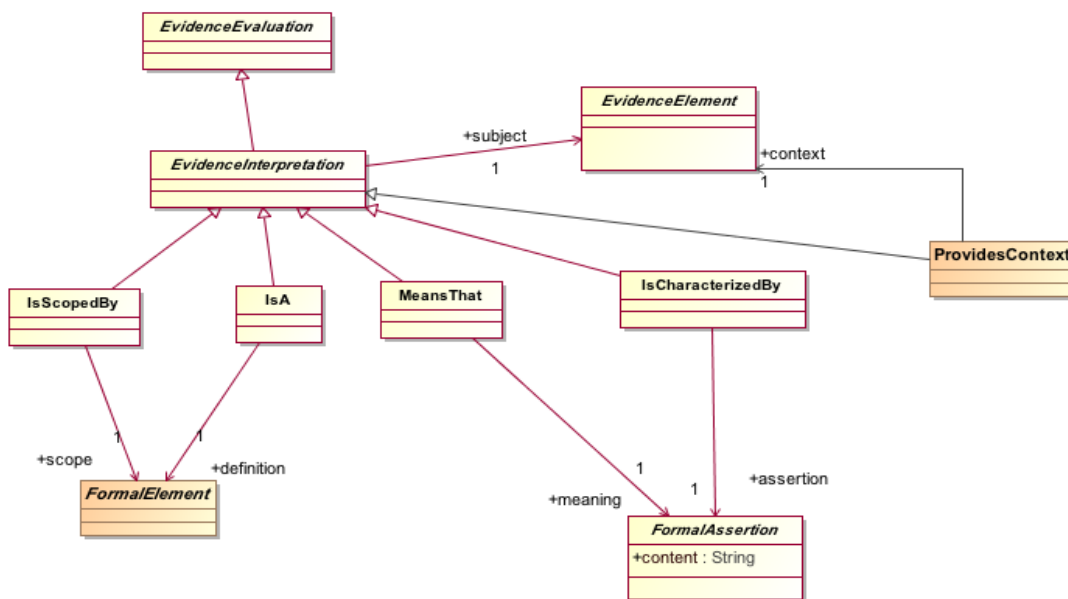 EvidenceEvaluation
EvidenceElement
+subject
1
+context
1
EvidenceInterpretation
ProvidesContext
IsScopedBy
IsA
MeansThat
IsCharacterizedBy
1
1
+scope
+definition
1
1
+meaning
+assertion
FormalElement
FormalAssertion
+content : String